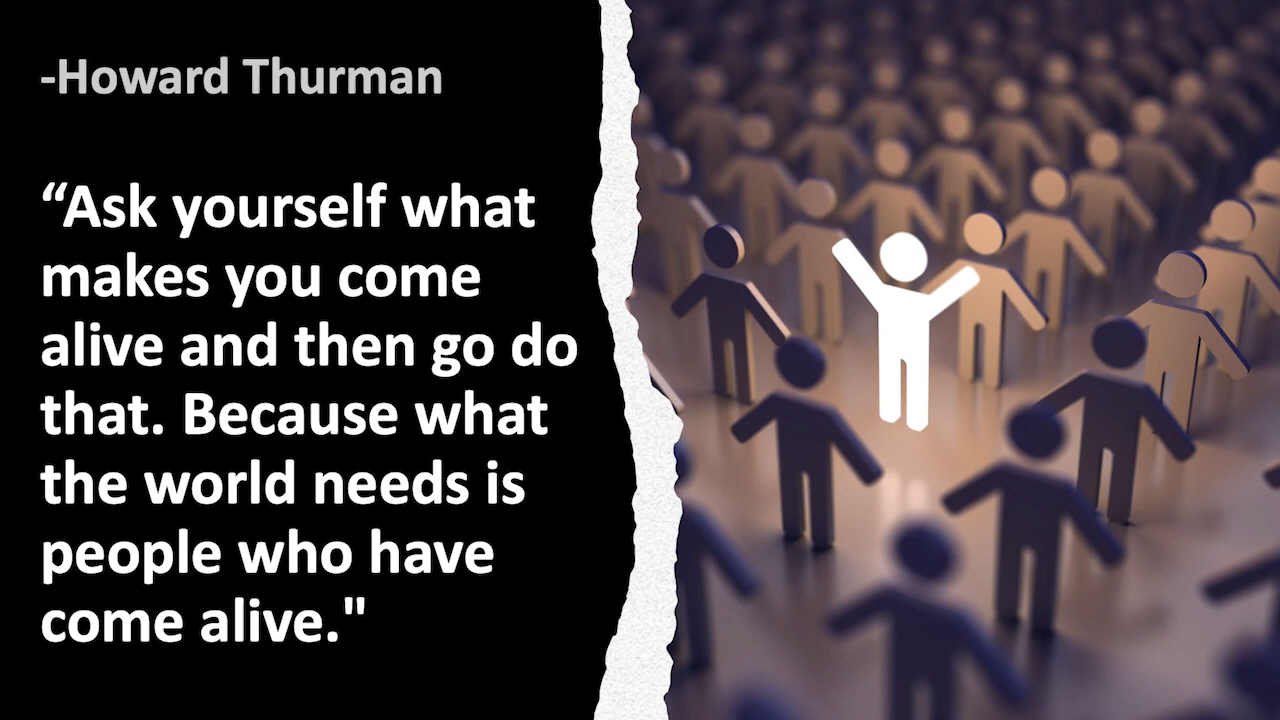 -Howard Thurman
“Ask yourself what
makes you come
alive and then go do
that. Because what
the world needs is
people who have
come alive."